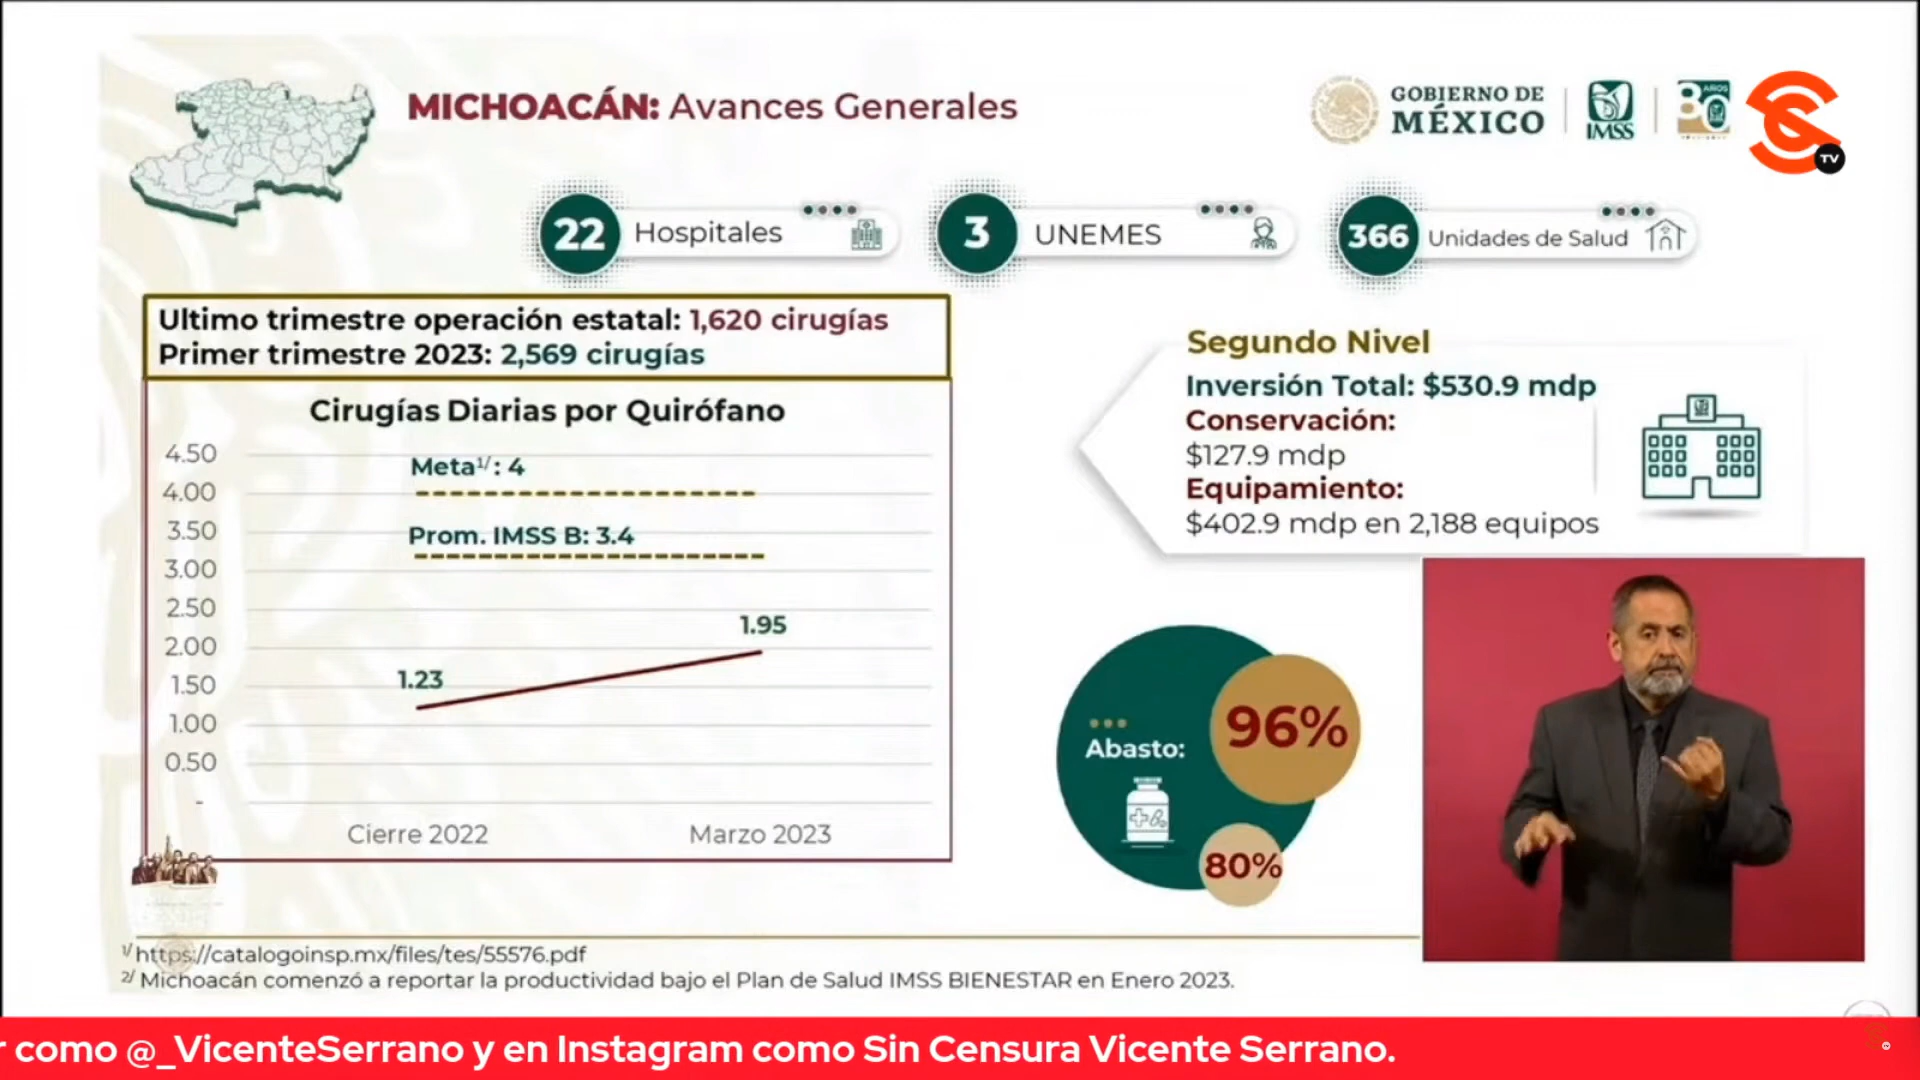 MICHOACÁN: Avances Generales
GOBIERNO DE
MÉXICO
IMSS
80
AÑOS
TV
22 Hospitales
3 UNEMES
366 Unidades de Salud
Ultimo trimestre operación estatal: 1,620 cirugías
Primer trimestre 2023: 2,569 cirugías
Cirugías Diarias por Quirófano
4.50
4.00
3.50
3.00
2.50
2.00
1.50
1.00
0.50
-
Meta1/ : 4
Prom. IMSS B: 3.4
1.23
1.95
Cierre 2022
Marzo 2023
Segundo Nivel
Inversión Total: $530.9 mdp
Conservación:
$127.9 mdp
Equipamiento:
$402.9 mdp en 2,188 equipos
Abasto:
96%
80%
1/ https://catalogoinsp.mx/files/tes/55576.pdf
2/ Michoacán comenzó a reportar la productividad bajo el Plan de Salud IMSS BIENESTAR en Enero 2023.
r como @_VicenteSerrano y en Instagram como Sin Censura Vicente Serrano.